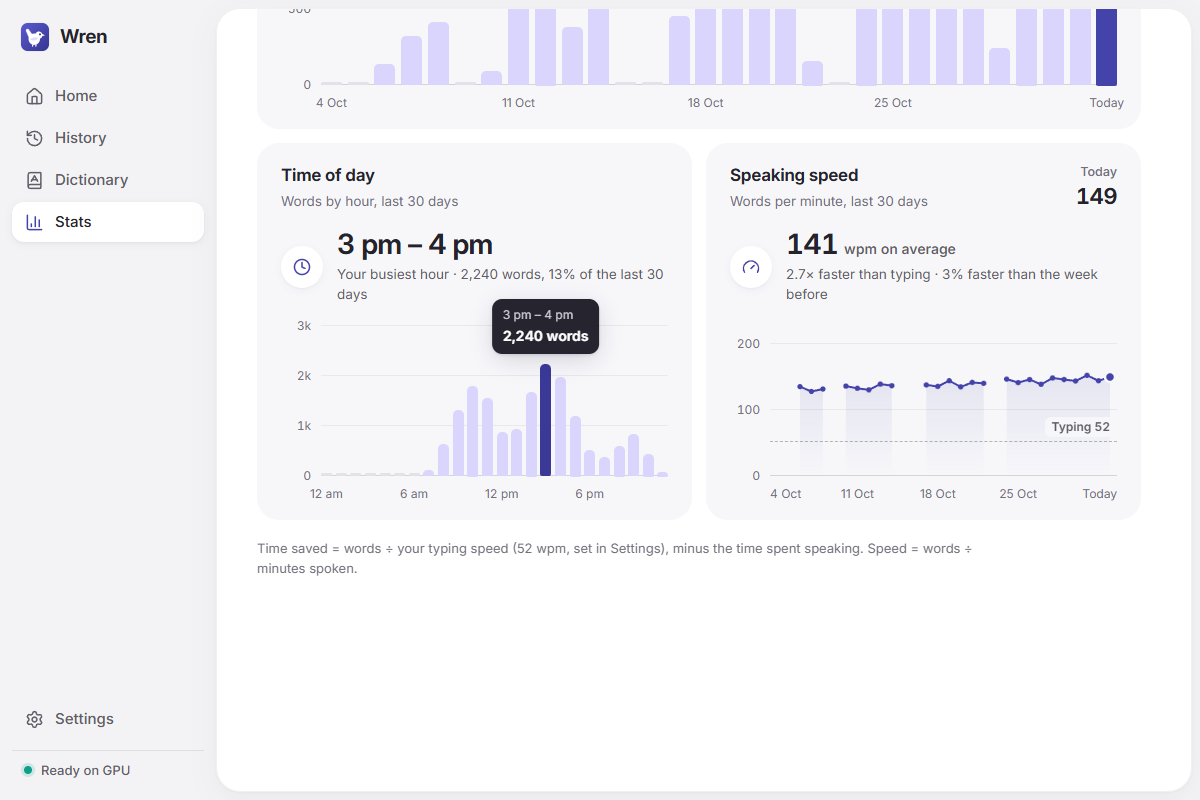 Wren
Home
History
Dictionary
Stats
Settings
Ready on GPU
0
4 Oct
11 Oct
18 Oct
25 Oct
Today
Time of day
Words by hour, last 30 days
3 pm – 4 pm
Your busiest hour · 2,240 words, 13% of the last 30
days
3 pm – 4 pm
2,240 words
3k
2k
1k
0
12 am
6 am
12 pm
6 pm
Speaking speed
Words per minute, last 30 days
Today
149
141 wpm on average
2.7× faster than typing · 3% faster than the week
before
200
100
Typing 52
0
4 Oct
11 Oct
18 Oct
25 Oct
Today
Time saved = words ÷ your typing speed (52 wpm, set in Settings), minus the time spent speaking. Speed = words ÷
minutes spoken.